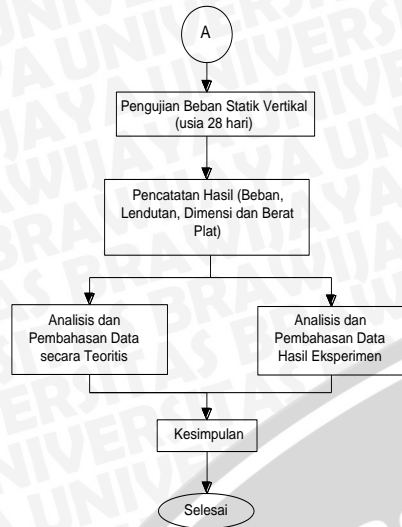 A
Pengujian Beban Statik Vertikal
(usia 28 hari)
Pencatatan Hasil (Beban,
Lendutan, Dimensi dan Berat
Plat)
Analisis dan
Pembahasan Data
secara Teoritis
Analisis dan
Pembahasan Data
Hasil Eksperimen
Kesimpulan
Selesai